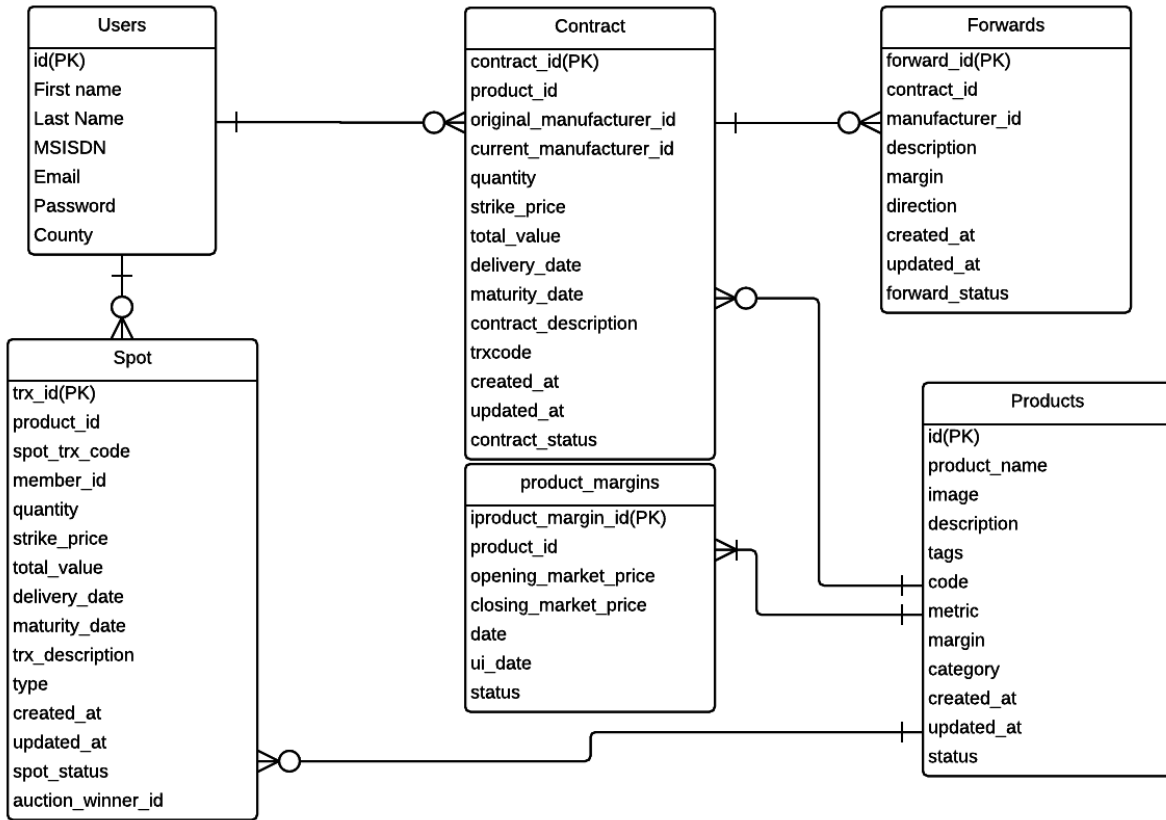 Users
id(PK)
First name
Last Name
MSISDN
Email
Password
County
Contract
contract_id(PK)
product_id
original_manufacturer_id
current_manufacturer_id
quantity
strike_price
total_value
delivery_date
maturity_date
contract_description
trxcode
created_at
updated_at
contract_status
Forwards
forward_id(PK)
contract_id
manufacturer_id
description
margin
direction
created_at
updated_at
forward_status
Spot
trx_id(PK)
product_id
spot_trx_code
member_id
quantity
strike_price
total_value
delivery_date
maturity_date
trx_description
type
created_at
updated_at
spot_status
auction_winner_id
product_margins
iproduct_margin_id(PK)
product_id
opening_market_price
closing_market_price
date
ui_date
status
Products
id(PK)
product_name
image
description
tags
code
metric
margin
category
created_at
updated_at
status